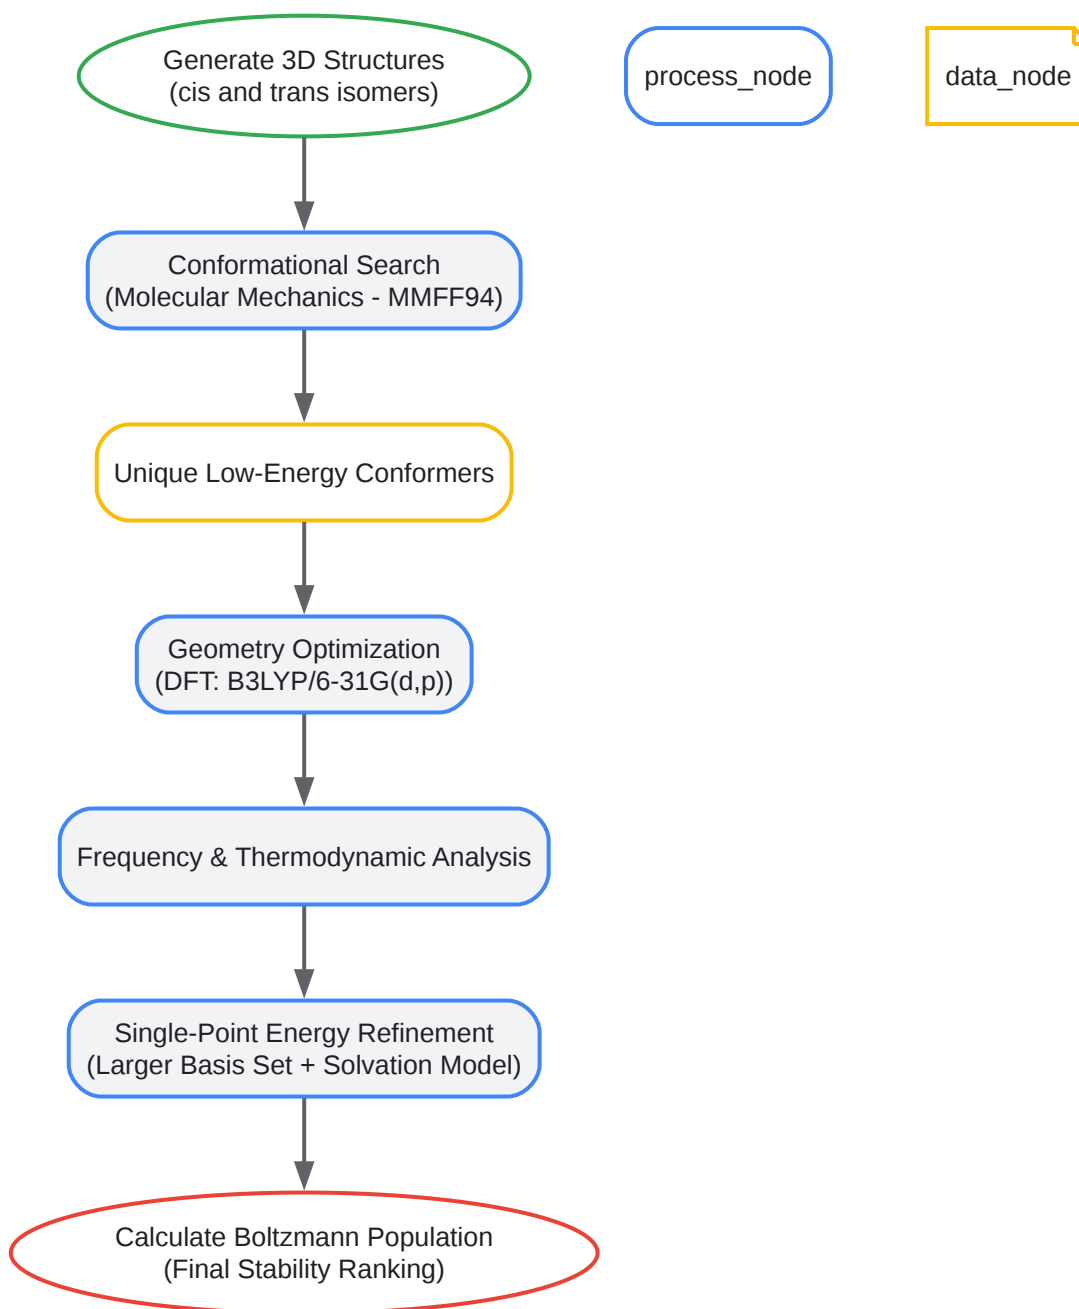 Generate 3D Structures
(cis and trans isomers)
process_node
data_node
Conformational Search
(Molecular Mechanics - MMFF94)
Unique Low-Energy Conformers
Geometry Optimization
(DFT: B3LYP/6-31G(d,p))
Frequency & Thermodynamic Analysis
Single-Point Energy Refinement
(Larger Basis Set + Solvation Model)
Calculate Boltzmann Population
(Final Stability Ranking)